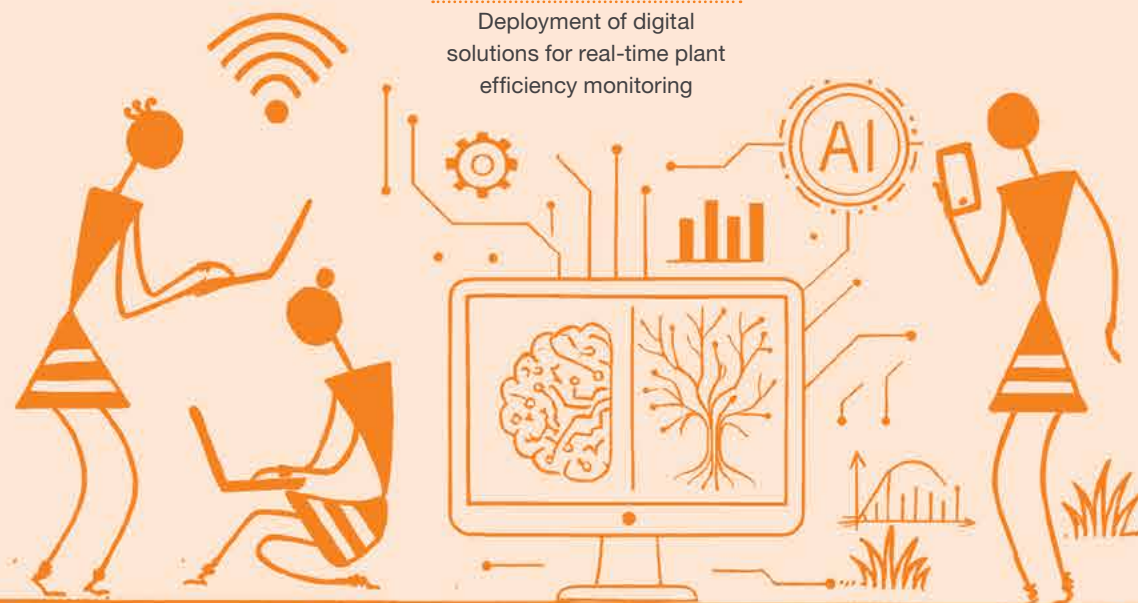 Deployment of digital
solutions for real-time plant
efficiency monitoring
AI